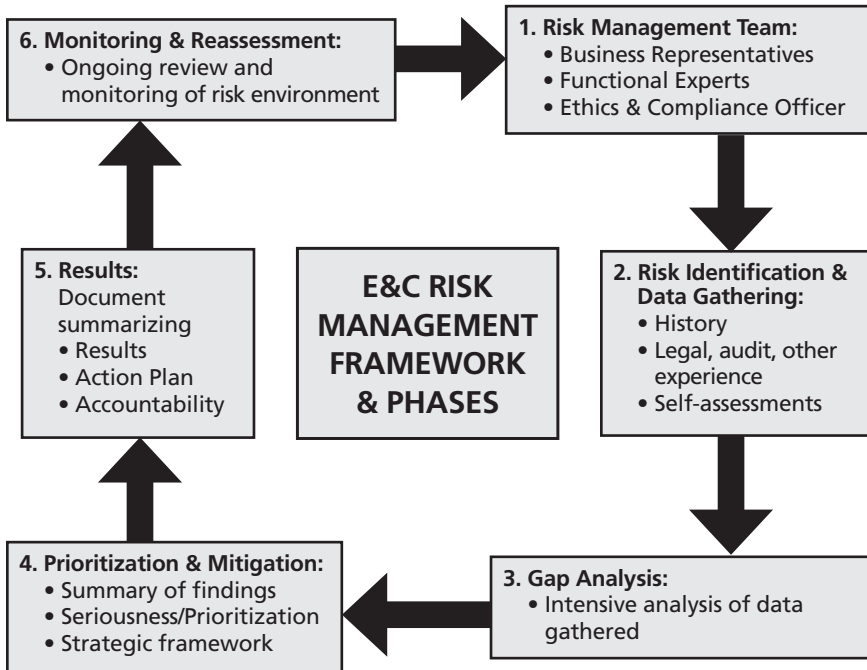 1. Risk Management Team:
• Business Representatives
• Functional Experts
• Ethics & Compliance Officer
2. Risk Identification &
Data Gathering:
• History
• Legal, audit, other
experience
• Self-assessments
3. Gap Analysis:
• Intensive analysis of data
gathered
4. Prioritization & Mitigation:
• Summary of findings
• Seriousness/Prioritization
• Strategic framework
5. Results:
Document
summarizing
• Results
• Action Plan
• Accountability
6. Monitoring & Reassessment:
• Ongoing review and
monitoring of risk environment
E&C RISK
MANAGEMENT
FRAMEWORK
& PHASES